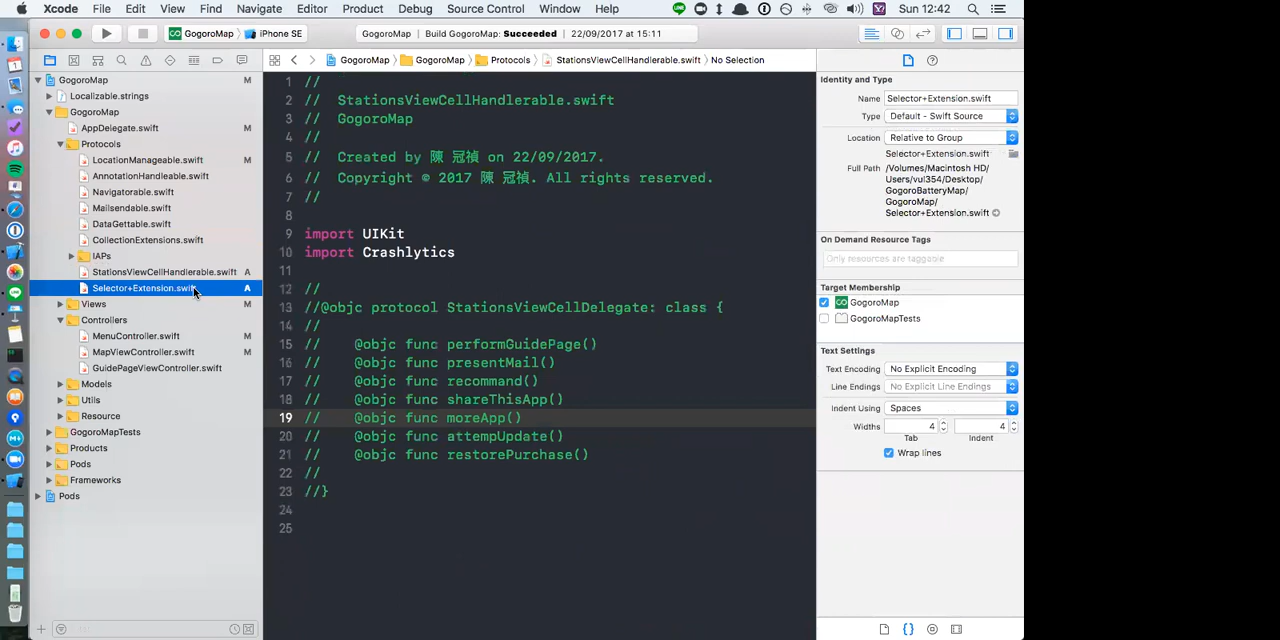 Xcode File Edit View Find Navigate Editor Product Debug Source Control Window Help Sun 12:42
GogoroMap iPhone SE GogoroMap | Build GogoroMap: Succeeded | 22/09/2017 at 15:11
GogoroMap M
Localizable.strings
GogoroMap
AppDelegate.swift M
Protocols
LocationManageable.swift M
AnnotationHandleable.swift
Navigatorable.swift
Mailsendable.swift
DataGettable.swift
CollectionExtensions.swift
IAPs
StationsViewCellHandlerable.swift A
Selector+Extension.swift A
Views M
Controllers
MenuController.swift M
MapViewController.swift M
GuidePageViewController.swift
Models
Utils
Resource
GogoroMapTests
Products
Pods
Frameworks
Pods
GogoroMap GogoroMap Protocols StationsViewCellHandlerable.swift No Selection
1 //
2 // StationsViewCellHandlerable.swift
3 // GogoroMap
4 //
5 // Created by 陳 冠禎 on 22/09/2017.
6 // Copyright © 2017 陳 冠禎. All rights reserved.
7 //
8
9 import UIKit
10 import Crashlytics
11
12 //
13 //@objc protocol StationsViewCellDelegate: class {
14 //
15 // @objc func performGuidePage()
16 // @objc func presentMail()
17 // @objc func recommand()
18 // @objc func shareThisApp()
19 // @objc func moreApp()
20 // @objc func attempUpdate()
21 // @objc func restorePurchase()
22 //
23 //}
24
25
Identity and Type
Name Selector+Extension.swift
Type Default - Swift Source
Location Relative to Group
Selector+Extension.swift
Full Path /Volumes/Macintosh HD/
Users/vul354/Desktop/
GogoroBatteryMap/
GogoroMap/
Selector+Extension.swift
On Demand Resource Tags
Only resources are taggable
Target Membership
GogoroMap
GogoroMapTests
Text Settings
Text Encoding No Explicit Encoding
Line Endings No Explicit Line Endings
Indent Using Spaces
Widths 4 4
Tab Indent
Wrap lines